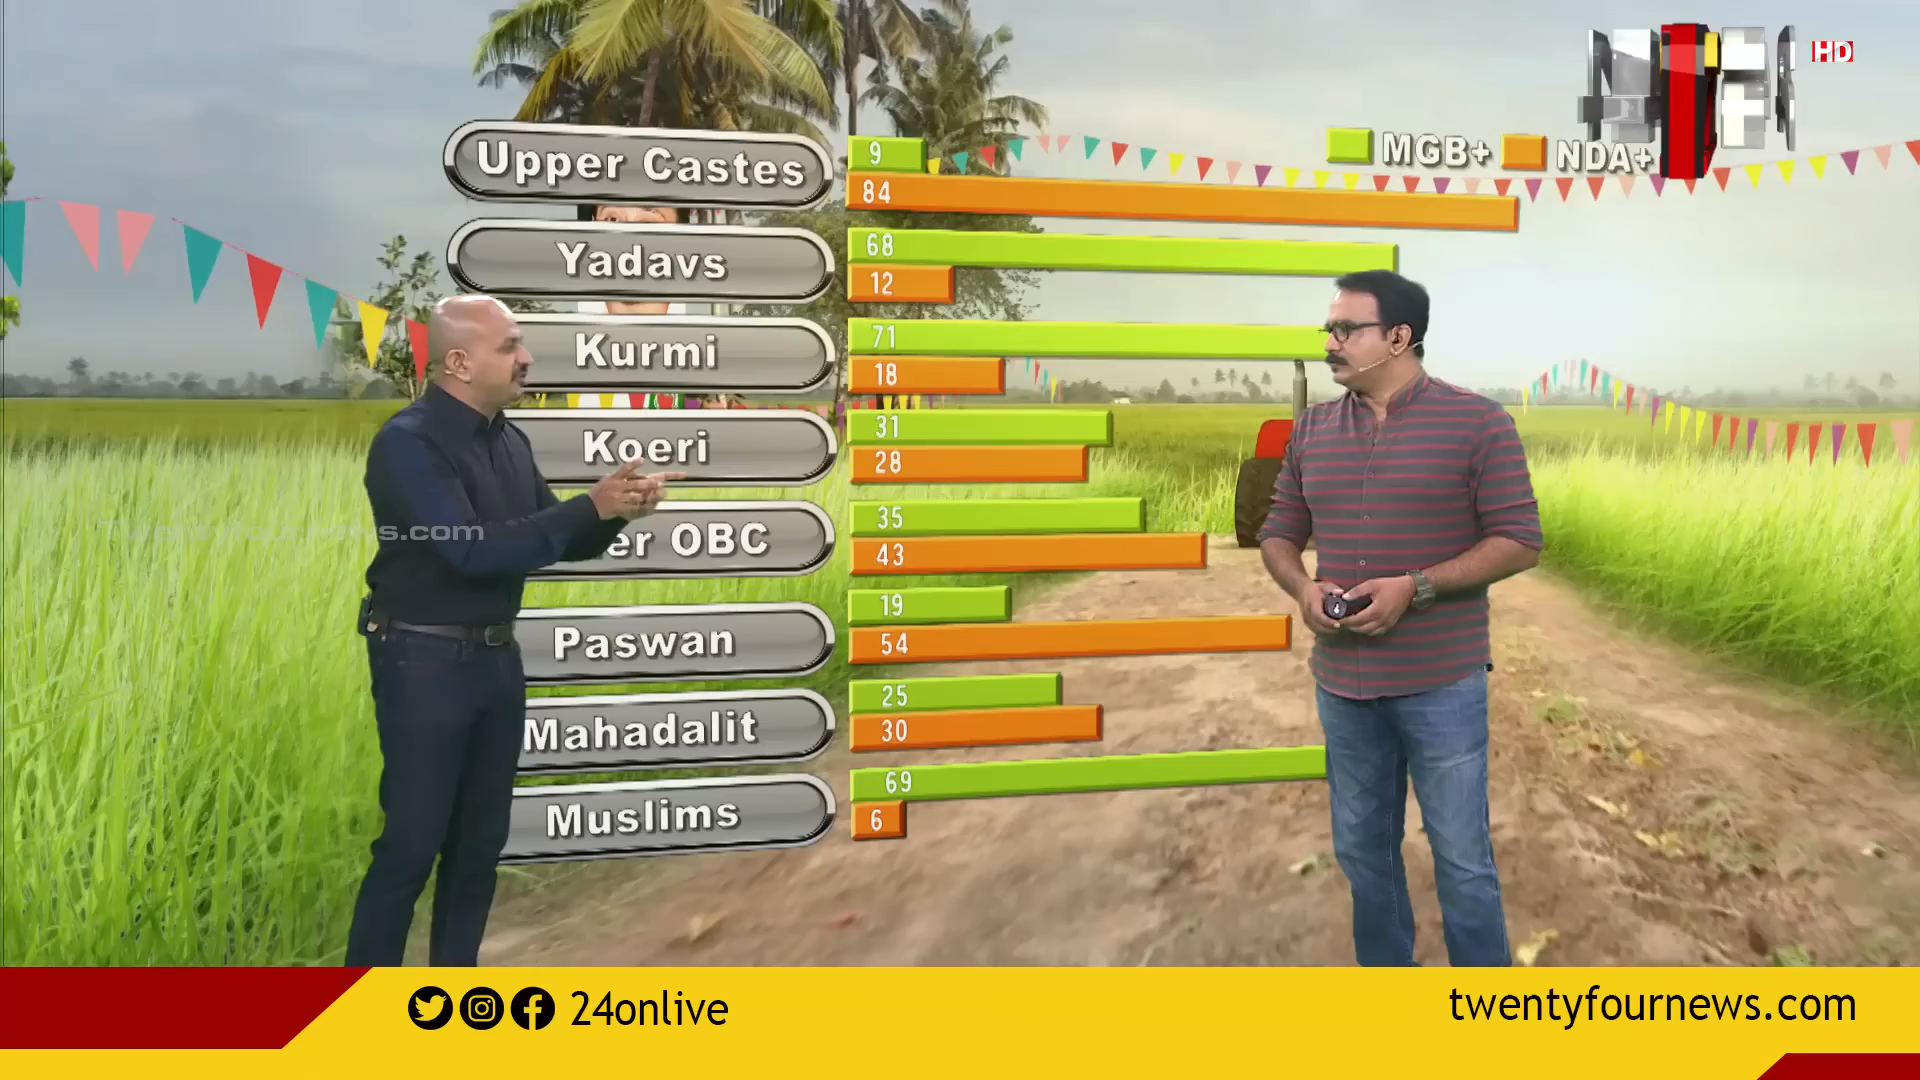 HD
MGB+ NDA+
Upper Castes
9
84
Yadavs
68
12
Kurmi
71
18
Koeri
31
28
OBC
35
43
Paswan
19
54
Mahadalit
25
30
Muslims
69
6
Twentyfournews.com
24onlive
twentyfournews.com